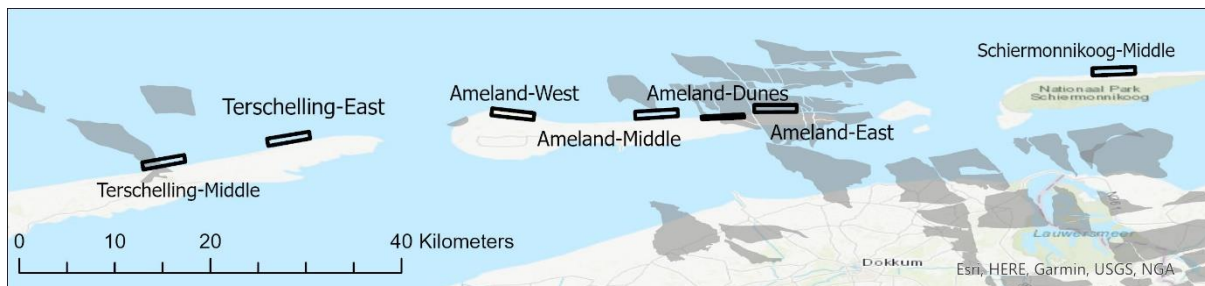 Schiermonnikoog-Middle
Terschelling-East
Ameland-West
Ameland-Dunes
Nationaal Park
Schiermonnikoog
Ameland-Middle
Ameland-East
Terschelling-Middle
N361
Lauwersmeer
0 10 20 40 Kilometers
Dokkum
Esri, HERE, Garmin, USGS, NGA